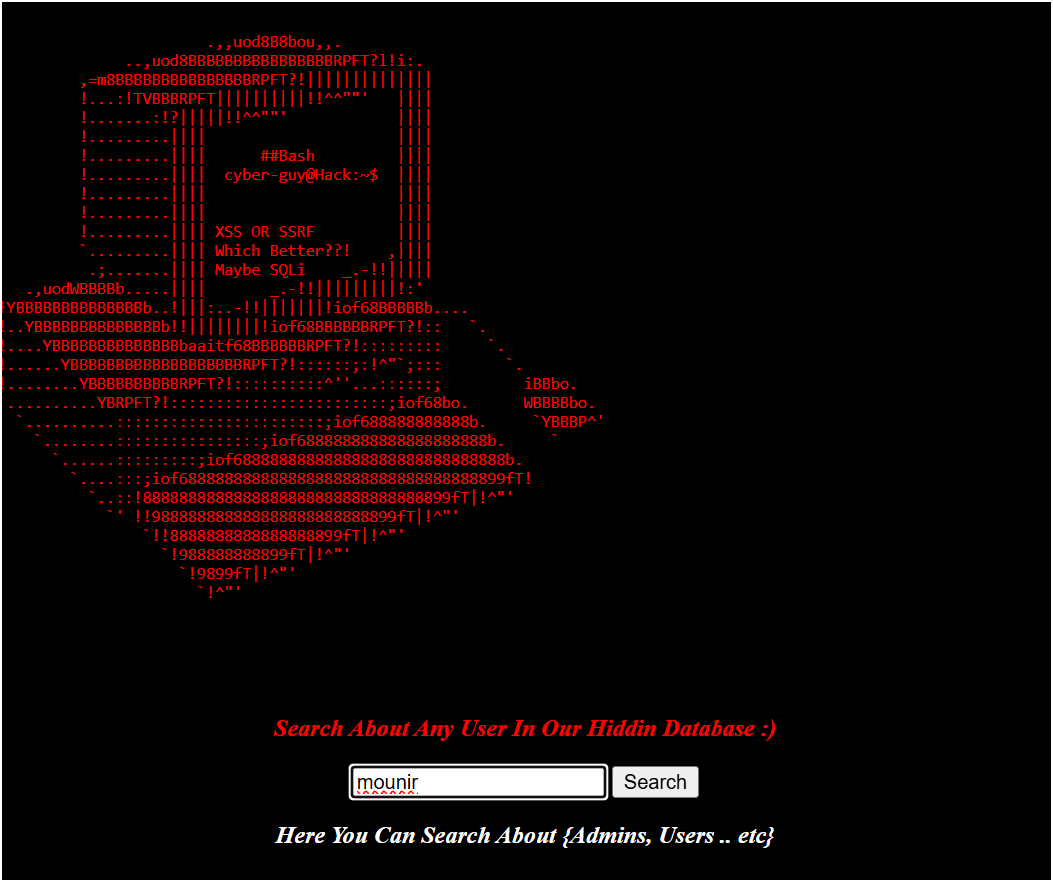 ##Bash
cyber-guy@Hack:~$
XSS OR SSRF
Which Better??!
Maybe SQLi
Search About Any User In Our Hiddin Database :)
mounir Search
Here You Can Search About {Admins, Users .. etc}